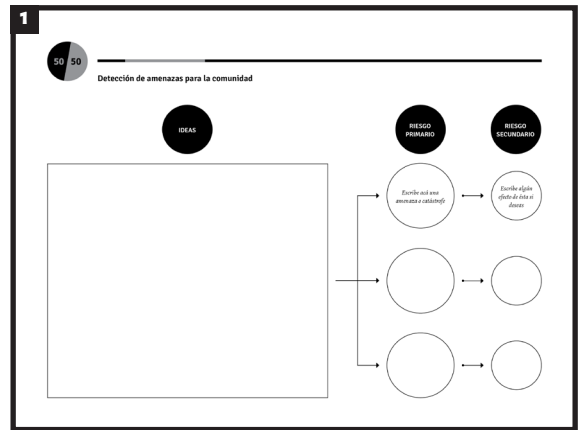 1
50 50
Detección de amenazas para la comunidad
IDEAS
RIESGO
PRIMARIO
RIESGO
SECUNDARIO
Escribe acá una
amenaza o catástrofe
Escribe algún
efecto de ésta si
deseas